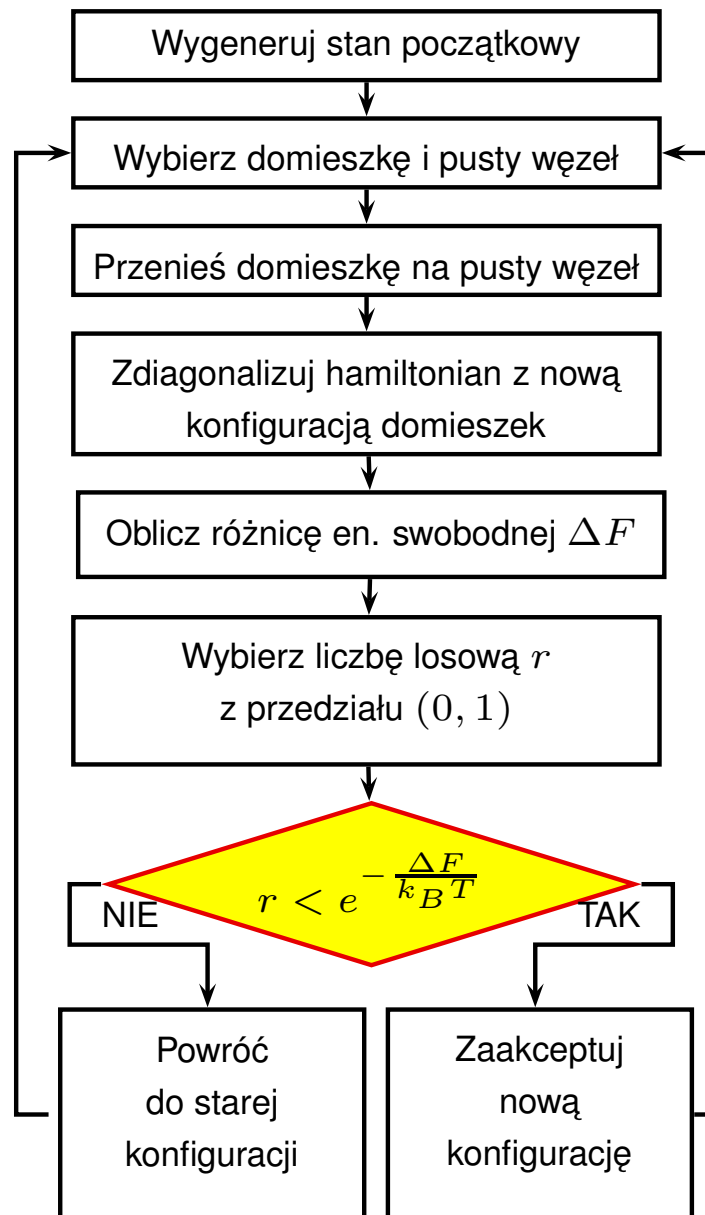 Wygeneruj stan początkowy
Wybierz domieszkę i pusty węzeł
Przenieś domieszkę na pusty węzeł
Zdiagonalizuj hamiltonian z nową
konfiguracją domieszek
Oblicz różnicę en. swobodnej ΔF
Wybierz liczbę losową r
z przedziału (0, 1)
r < e^{-\frac{ΔF}{k_B T}}
NIE
TAK
Powróć
do starej
konfiguracji
Zaakceptuj
nową
konfigurację